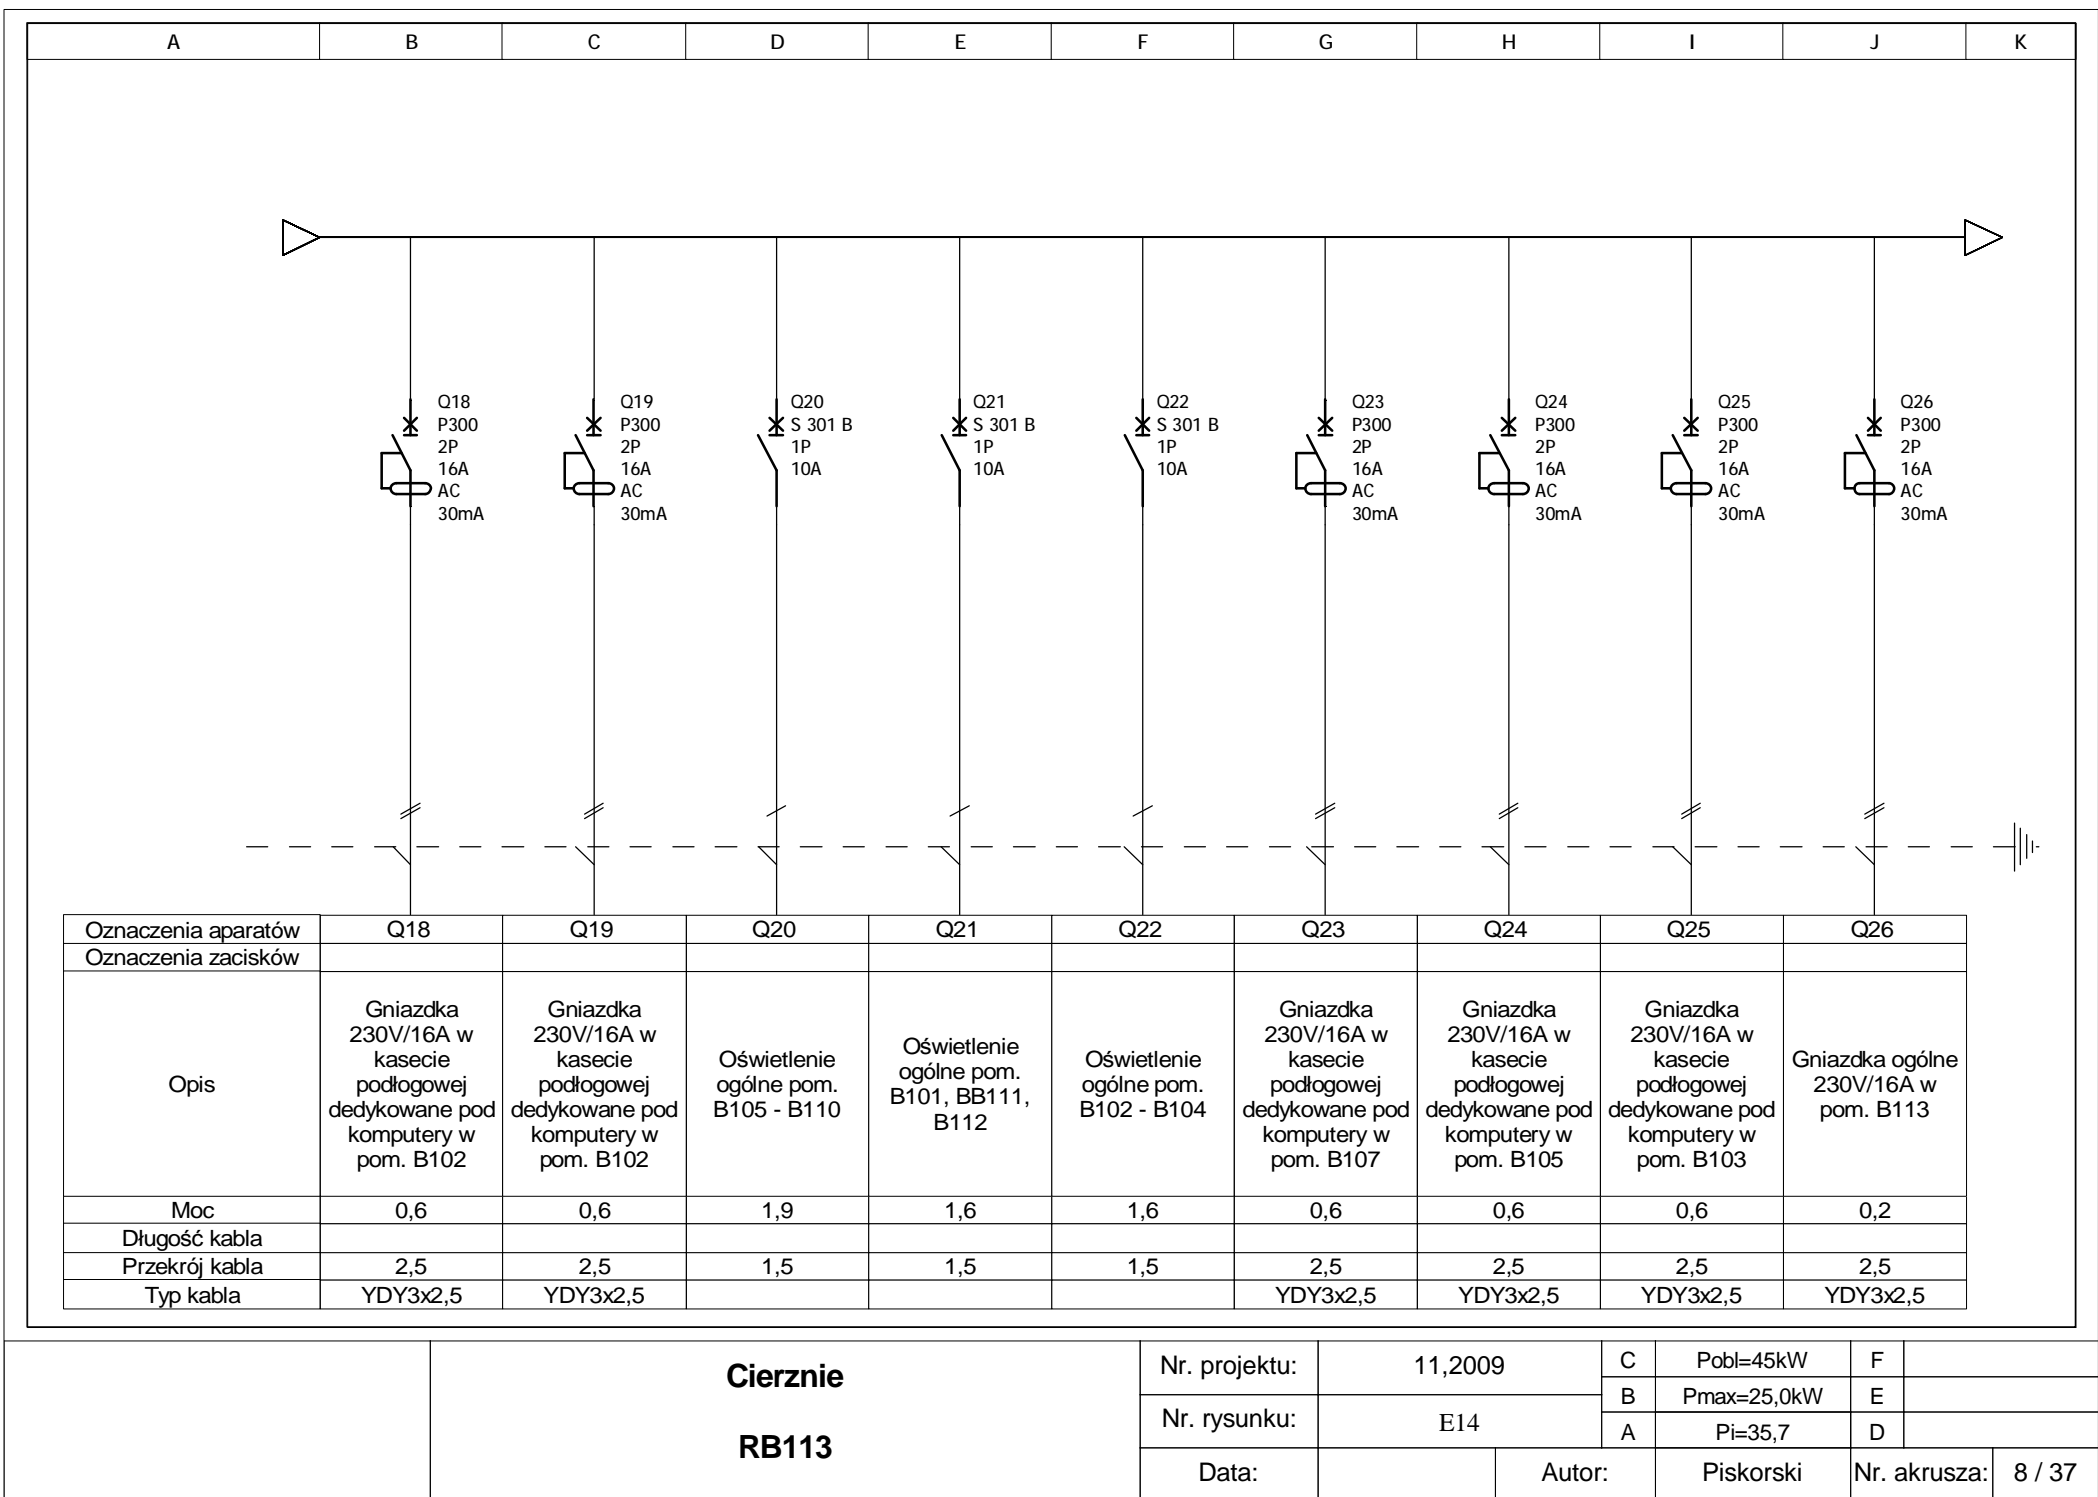 A B C D E F G H I J K
Q18 Q19 Q20 Q21 Q22 Q23 Q24 Q25 Q26
P300 P300 S 301 B S 301 B S 301 B P300 P300 P300 P300
2P 2P 1P 1P 1P 2P 2P 2P 2P
16A 16A 10A 10A 10A 16A 16A 16A 16A
AC AC AC AC AC AC
30mA 30mA 30mA 30mA 30mA 30mA
Oznaczenia aparatów Q18 Q19 Q20 Q21 Q22 Q23 Q24 Q25 Q26
Oznaczenia zacisków
Opis
Gniazdka
230V/16A w
kasecie
podłogowej
dedykowane pod
komputery w
pom. B102
Gniazdka
230V/16A w
kasecie
podłogowej
dedykowane pod
komputery w
pom. B102
Oświetlenie
ogólne pom.
B105 - B110
Oświetlenie
ogólne pom.
B101, BB111,
B112
Oświetlenie
ogólne pom.
B102 - B104
Gniazdka
230V/16A w
kasecie
podłogowej
dedykowane pod
komputery w
pom. B107
Gniazdka
230V/16A w
kasecie
podłogowej
dedykowane pod
komputery w
pom. B105
Gniazdka
230V/16A w
kasecie
podłogowej
dedykowane pod
komputery w
pom. B103
Gniazdka ogólne
230V/16A w
pom. B113
Moc 0,6 0,6 1,9 1,6 1,6 0,6 0,6 0,6 0,2
Długość kabla
Przekrój kabla 2,5 2,5 1,5 1,5 1,5 2,5 2,5 2,5 2,5
Typ kabla YDY3x2,5 YDY3x2,5 YDY3x2,5 YDY3x2,5 YDY3x2,5 YDY3x2,5
Cierznie
RB113
Nr. projektu: 11,2009
Nr. rysunku: E14
C Pobl=45kW F
B Pmax=25,0kW E
A Pi=35,7 D
Data: Autor: Piskorski Nr. akrusza: 8 / 37